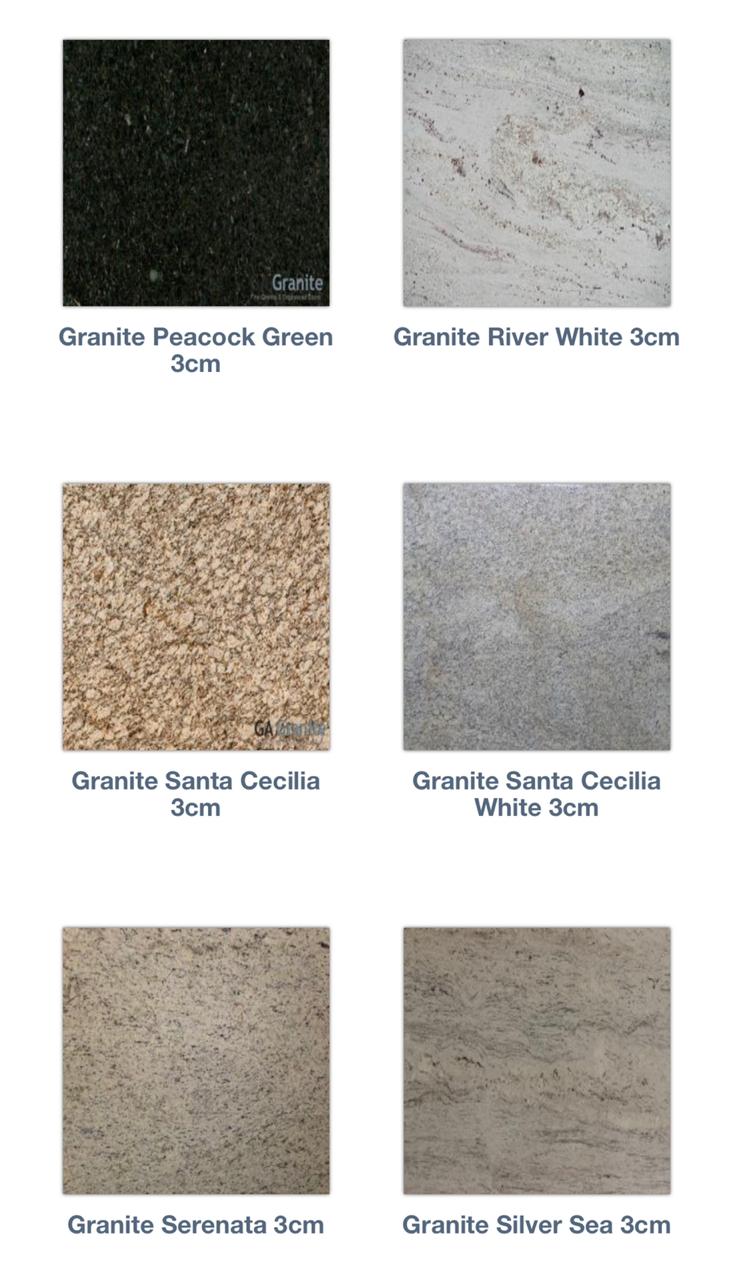 Granite
Granite Peacock Green
3cm
Granite River White 3cm
GA
Granite Santa Cecilia
3cm
Granite Santa Cecilia
White 3cm
Granite Serenata 3cm
Granite Silver Sea 3cm